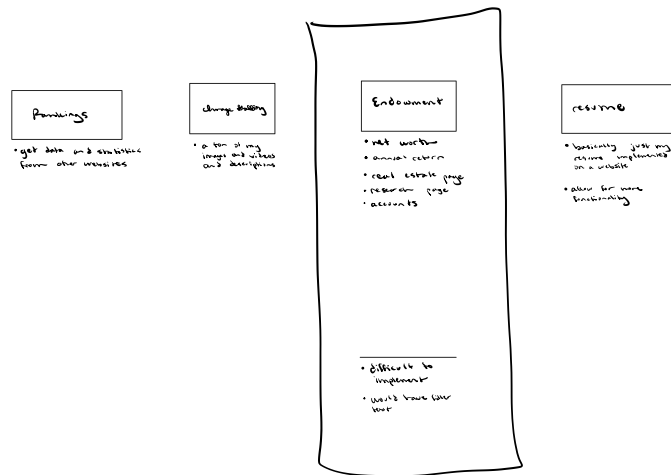 Rankings
• get data and statistics
from other websites
• a ton of my
images and videos
and descriptions
Endowment
• net worth
• annual return
• real estate page
• research page
• accounts
• difficult to
implement
• would have filler
text
resume
• basically just my
resume implemented
on a website
• allow for more
functionality